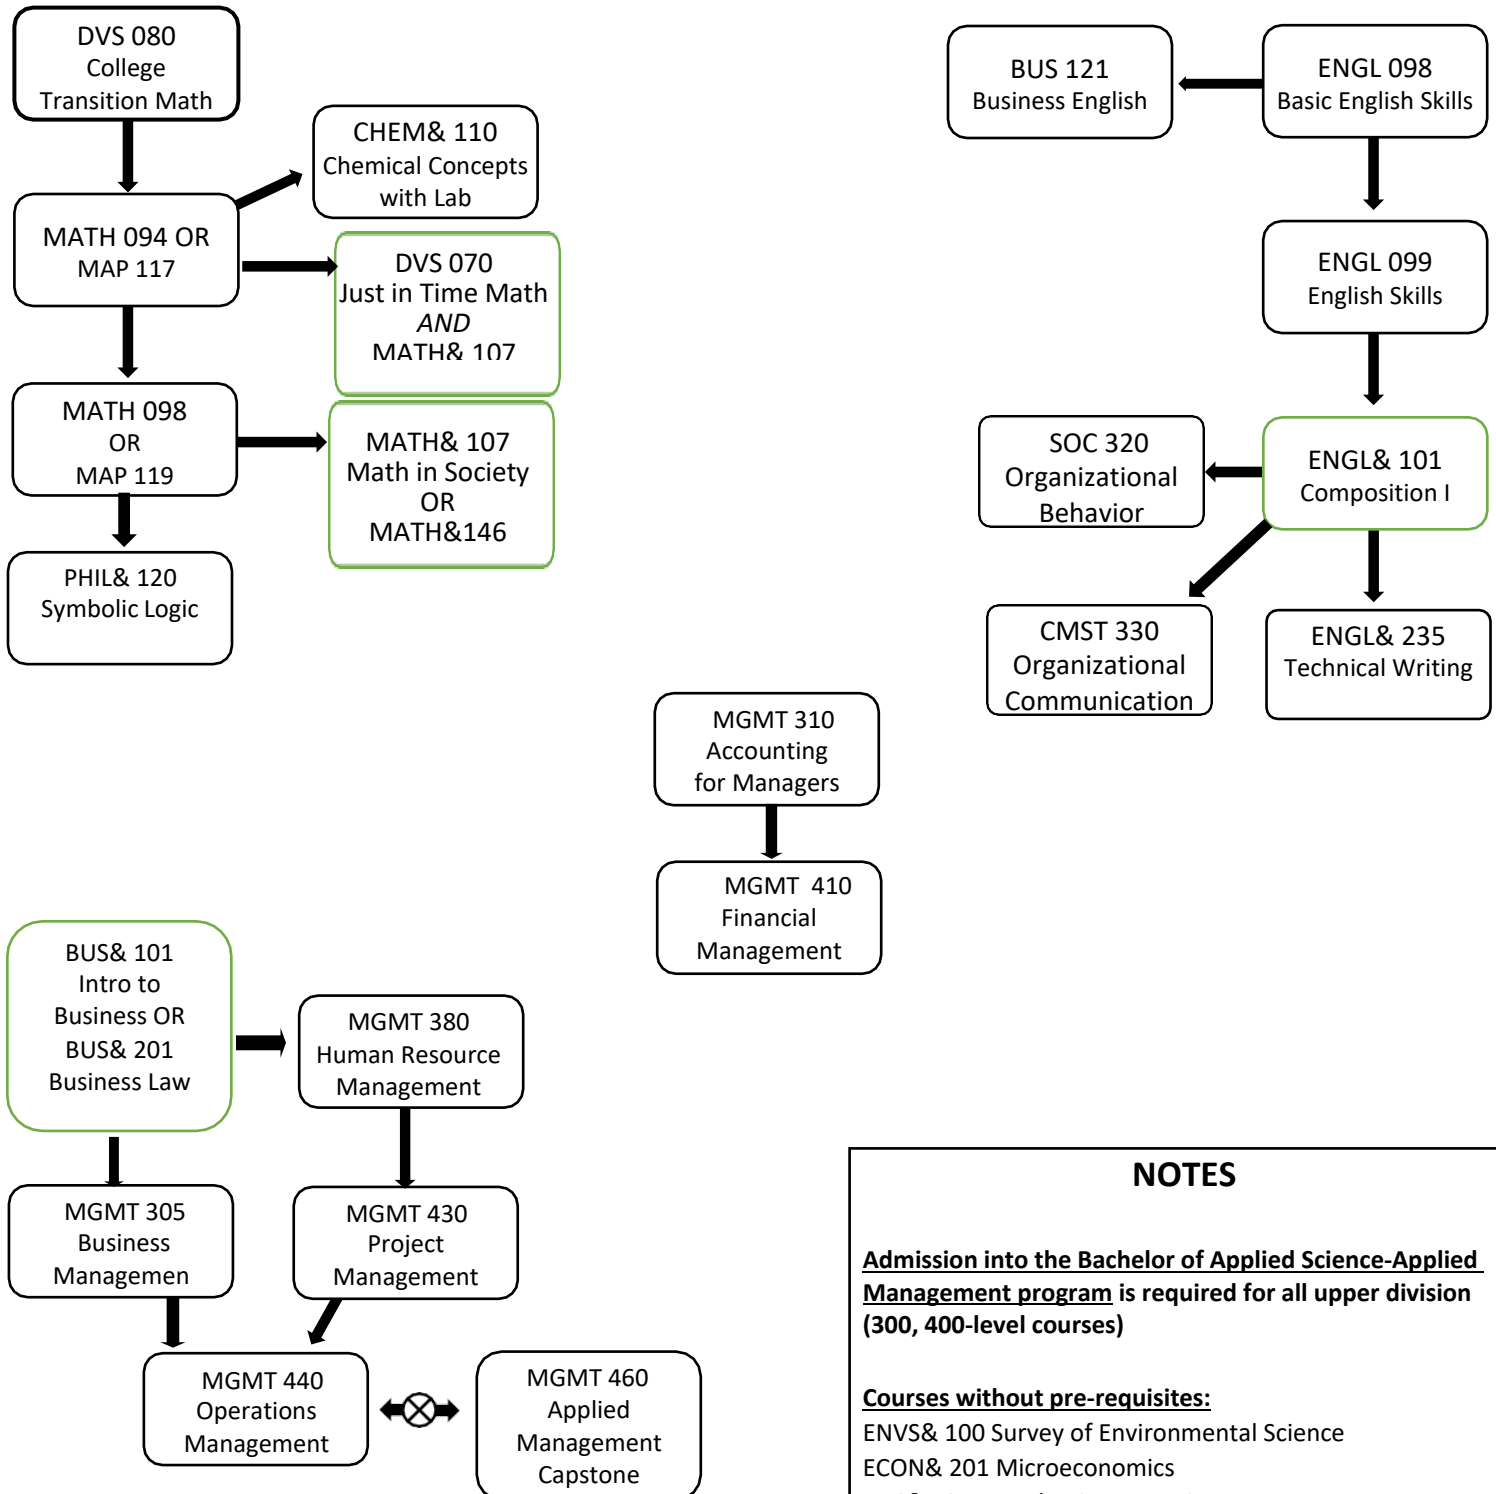 DVS 080
College
Transition Math
CHEM& 110
Chemical Concepts
with Lab
MATH 094 OR
MAP 117
DVS 070
Just in Time Math
AND
MATH& 107
MATH 098
OR
MAP 119
MATH& 107
Math in Society
OR
MATH&146
PHIL& 120
Symbolic Logic
BUS 121
Business English
ENGL 098
Basic English Skills
ENGL 099
English Skills
SOC 320
Organizational
Behavior
ENGL& 101
Composition I
CMST 330
Organizational
Communication
ENGL& 235
Technical Writing
MGMT 310
Accounting
for Managers
MGMT 410
Financial
Management
BUS& 101
Intro to
Business OR
BUS& 201
Business Law
MGMT 380
Human Resource
Management
MGMT 305
Business
Managemen
MGMT 430
Project
Management
MGMT 440
Operations
Management
MGMT 460
Applied
Management
Capstone
NOTES
Admission into the Bachelor of Applied Science-Applied
Management program is required for all upper division
(300, 400-level courses)
Courses without pre-requisites:
ENVS& 100 Survey of Environmental Science
ECON& 201 Microeconomics